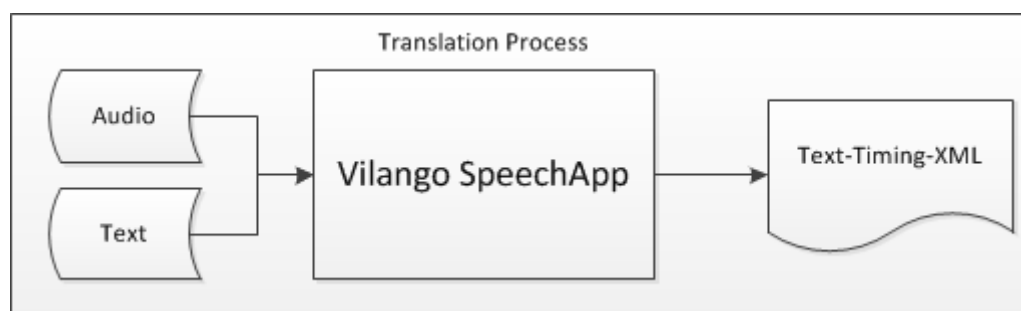 Translation Process
Audio
Text
Vilango SpeechApp
Text-Timing-XML